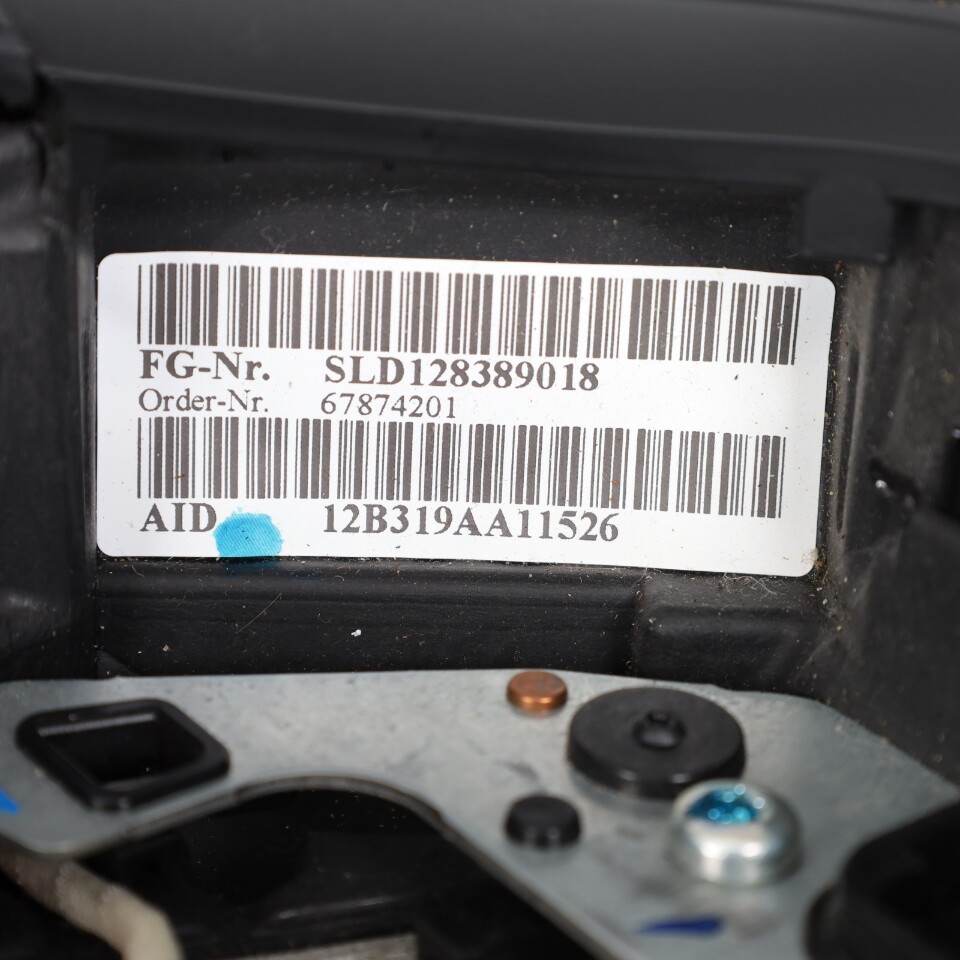 FG-Nr. SLD128389018
Order-Nr. 67874201
AID 12B319AA11526